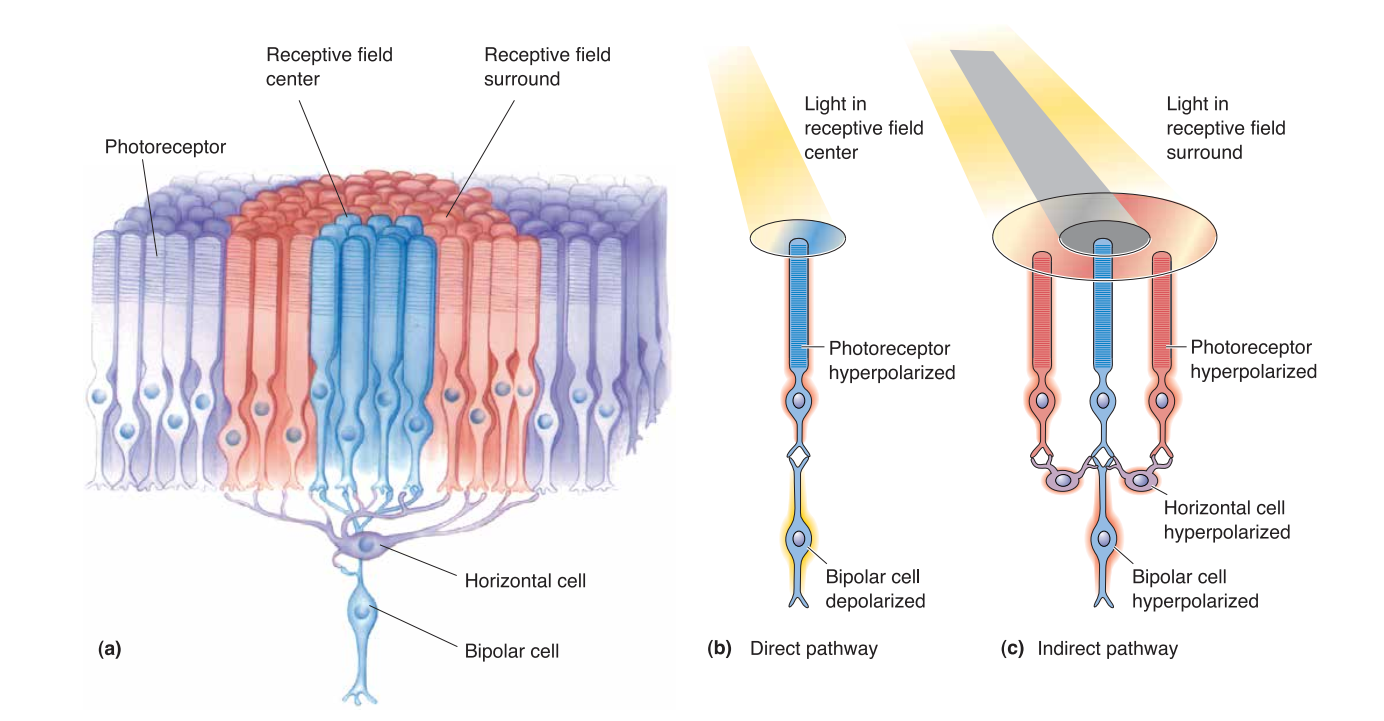 Receptive field
center
Receptive field
surround
Photoreceptor
Horizontal cell
Bipolar cell
(a)
Light in
receptive field
center
Photoreceptor
hyperpolarized
Bipolar cell
depolarized
(b) Direct pathway
Light in
receptive field
surround
Photoreceptor
hyperpolarized
Horizontal cell
hyperpolarized
Bipolar cell
hyperpolarized
(c) Indirect pathway